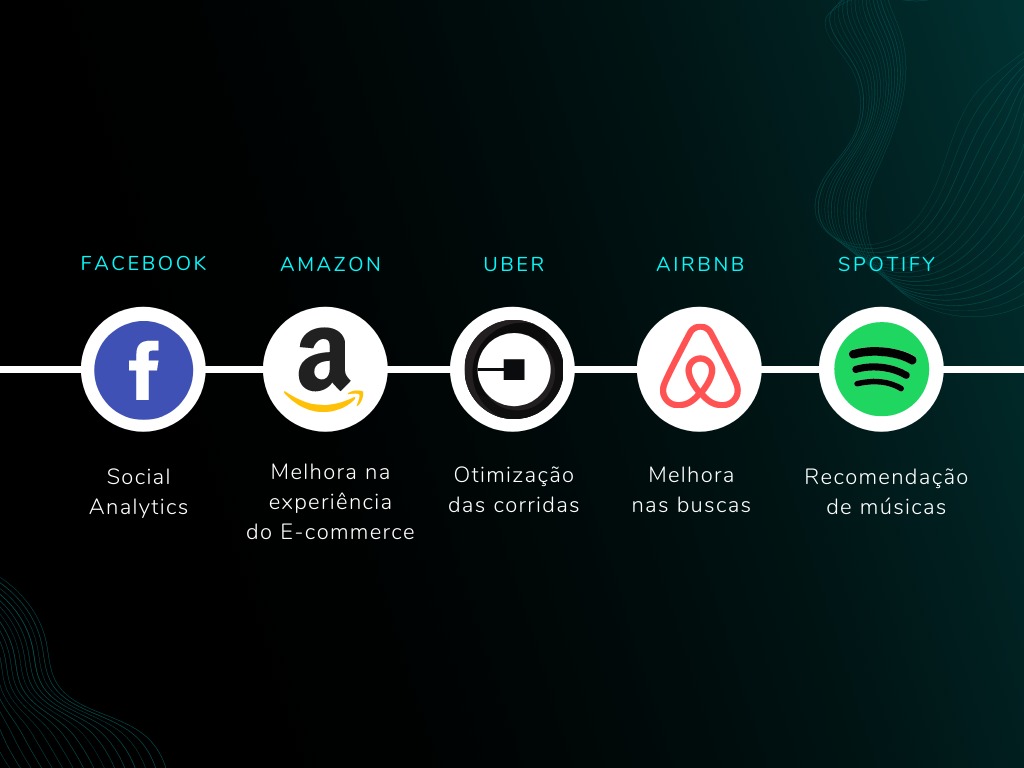 FACEBOOK
AMAZON
UBER
AIRBNB
SPOTIFY
f
a
Social
Analytics
Melhora na
experiência
do E-commerce
Otimização
das corridas
Melhora
nas buscas
Recomendação
de músicas